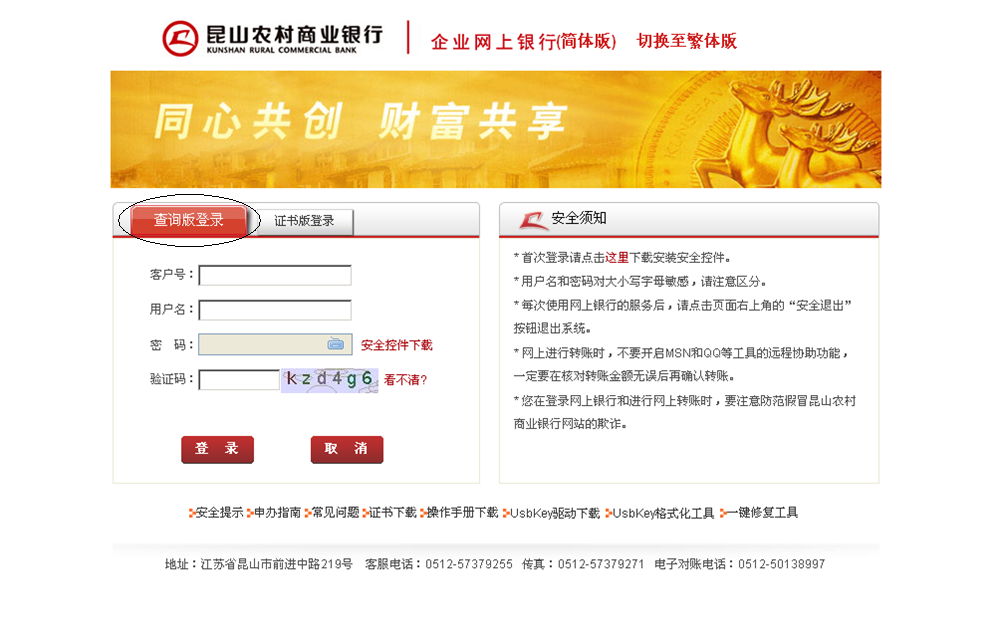 昆山农村商业银行
KUNSHAN RURAL COMMERCIAL BANK
企业网上银行(简体版) 切换至繁体版
同心共创 财富共享
查询版登录 证书版登录
客户号：
用户名：
密 码： 安全控件下载
验证码： kzd4g6 看不清?
登 录 取 消
安全须知
*首次登录请点击这里下载安装安全控件。
*用户名和密码对大小写字母敏感，请注意区分。
*每次使用网上银行的服务后，请点击页面右上角的“安全退出”
按钮退出系统。
*网上进行转账时，不要开启MSN和QQ等工具的远程协助功能，
一定要在核对转账金额无误后再确认转账。
*您在登录网上银行和进行网上转账时，要注意防范假冒昆山农村
商业银行网站的欺诈。
安全提示 申办指南 常见问题 证书下载 操作手册下载 UsbKey驱动下载 UsbKey格式化工具 一键修复工具
地址：江苏省昆山市前进中路219号 客服电话：0512-57379255 传真：0512-57379271 电子对账电话：0512-50138997